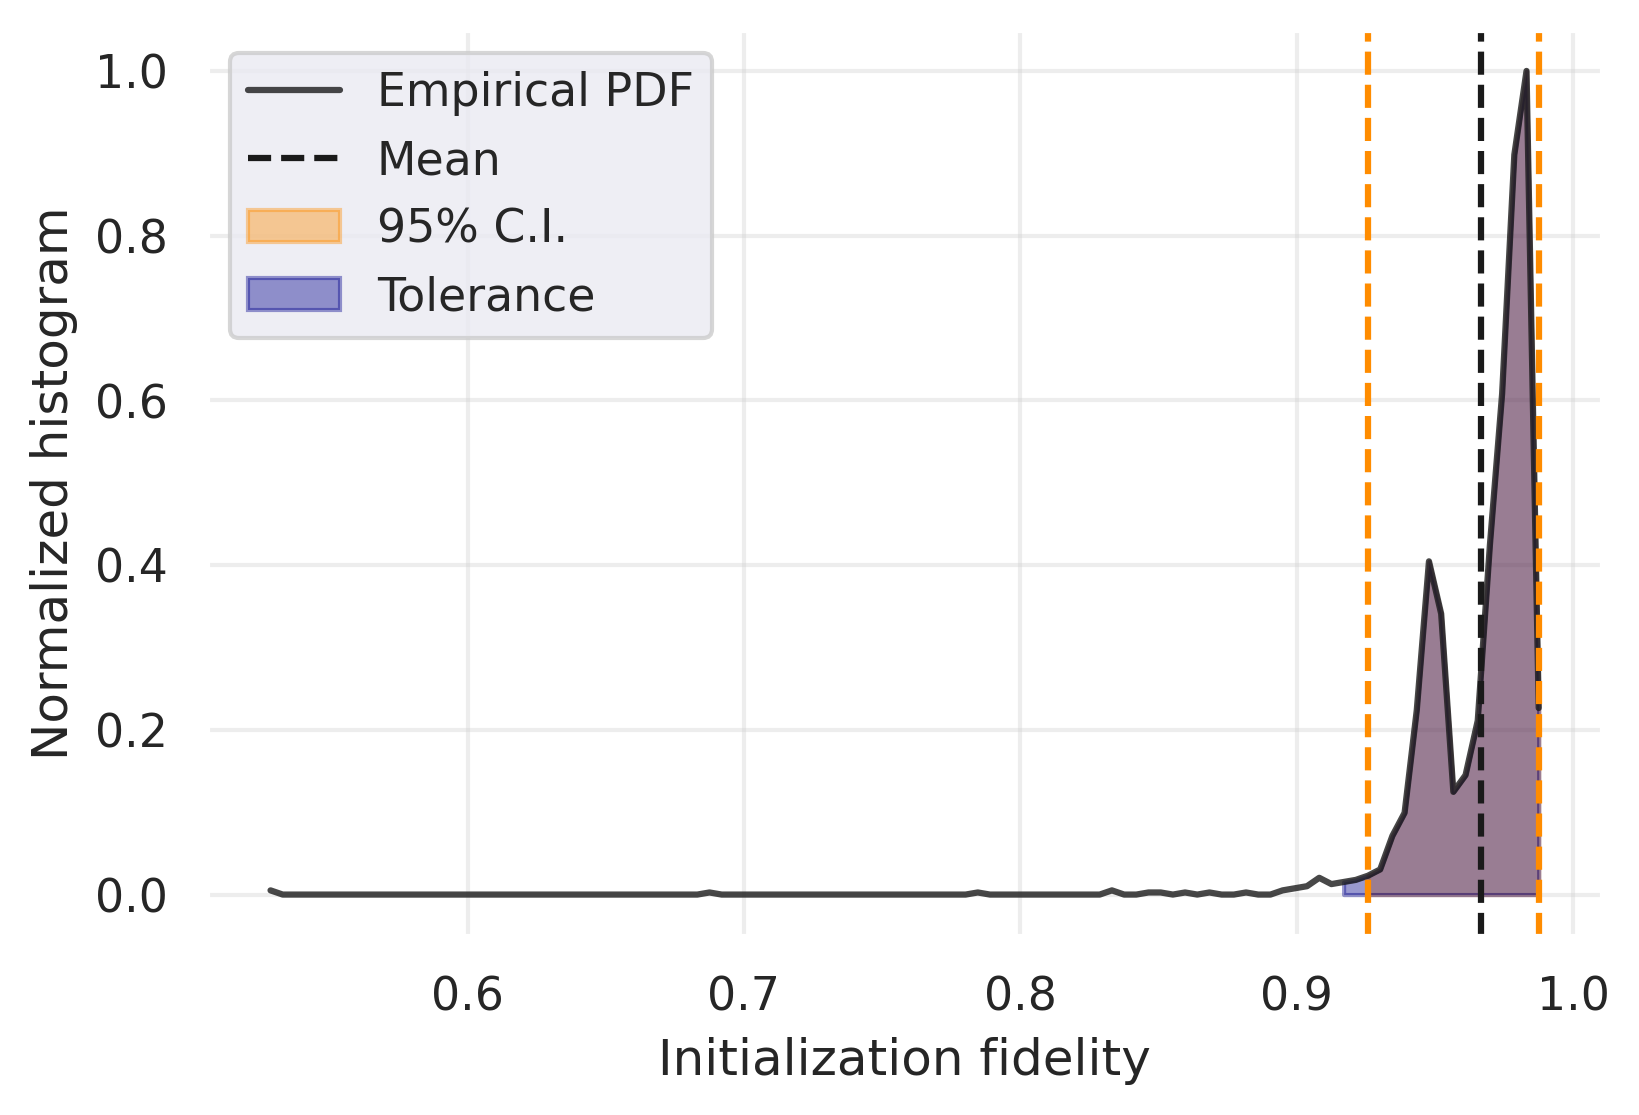 Empirical PDF
Mean
95% C.I.
Tolerance
1.0
0.8
0.6
0.4
0.2
0.0
Normalized histogram
0.6 0.7 0.8 0.9 1.0
Initialization fidelity